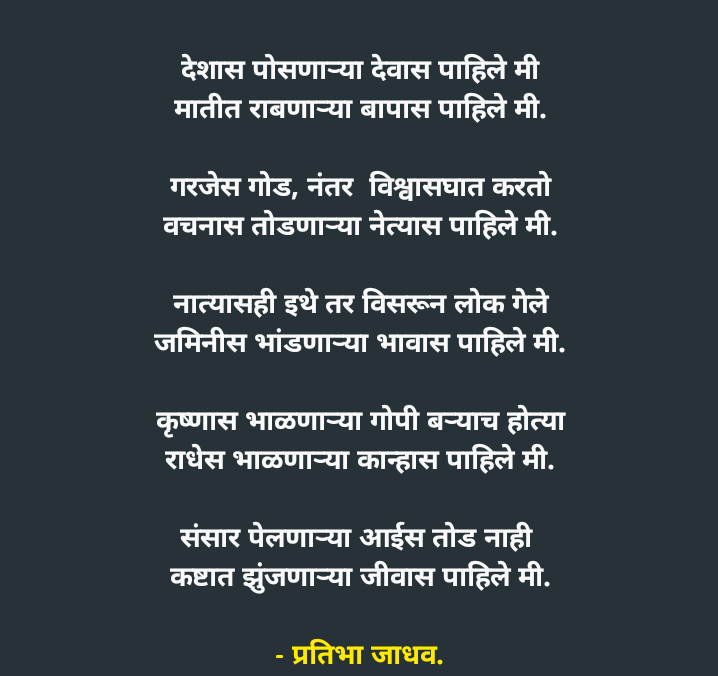 देशास पोसणाऱ्या देवास पाहिले मी
मातीत राबणाऱ्या बापास पाहिले मी.
गरजेस गोड, नंतर  विश्वासघात करतो
वचनास तोडणाऱ्या नेत्यास पाहिले मी.
नात्यासही इथे तर विसरून लोक गेले
जमिनीस भांडणाऱ्या भावास पाहिले मी.
कृष्णास भाळणाऱ्या गोपी बऱ्याच होत्या
राधेस भाळणाऱ्या कान्हास पाहिले मी.
संसार पेलणाऱ्या आईस तोड नाही
कष्टात झुंजणाऱ्या जीवास पाहिले मी.
- प्रतिभा जाधव.